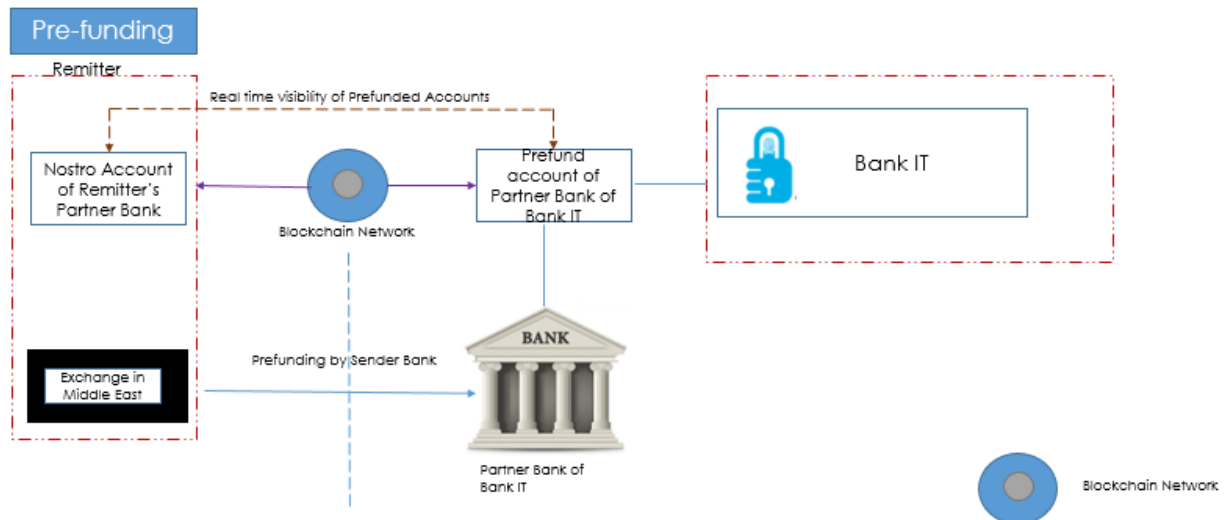 Pre-funding
Remitter
Real time visibility of Prefunded Accounts
Nostro Account
of Remitter's
Partner Bank
Blockchain Network
Prefund
account of
Partner Bank of
Bank IT
Bank IT
Exchange in
Middle East
Prefunding by Sender Bank
BANK
Partner Bank of
Bank IT
Blockchain Network